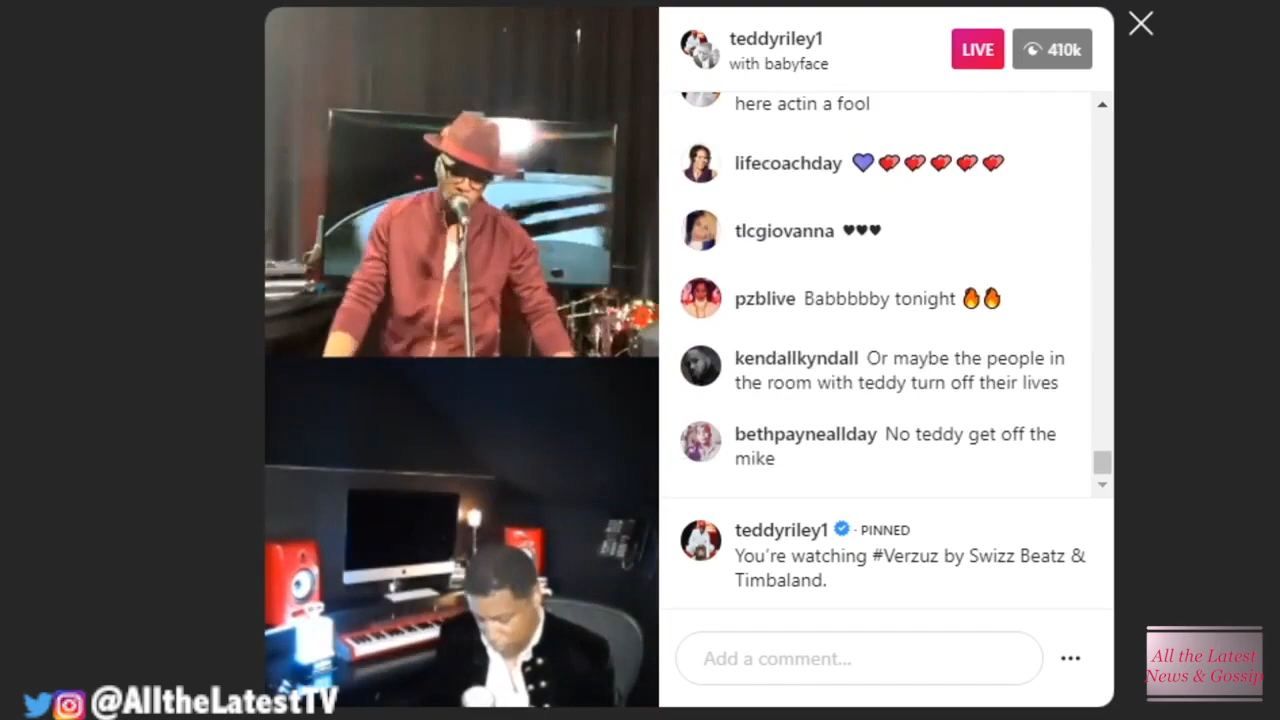 teddyriley1
with babyface
LIVE
410k
here actin a fool
lifecoachday
tlcgiovanna
pzblive Babbbbby tonight
kendallkyndall Or maybe the people in
the room with teddy turn off their lives
bethpayneallday No teddy get off the
mike
teddyriley1 · PINNED
You're watching #Verzuz by Swizz Beatz &
Timbaland.
Add a comment...
@AlltheLatestTV
All the Latest
News & Gossip